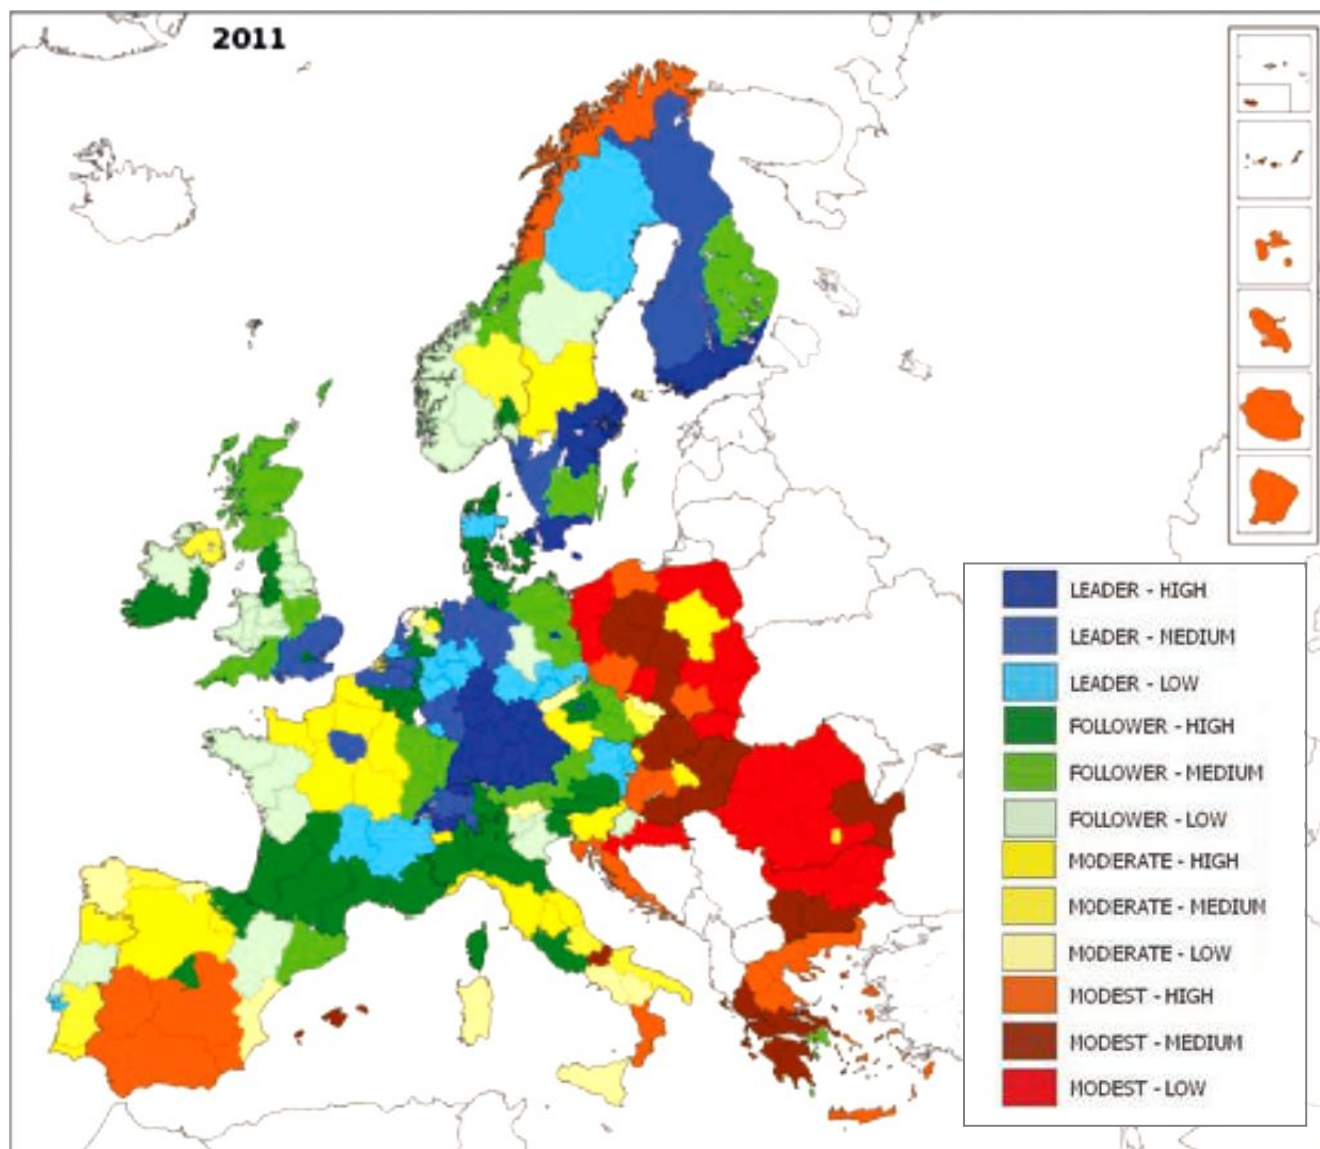 2011
LEADER - HIGH
LEADER - MEDIUM
LEADER - LOW
FOLLOWER - HIGH
FOLLOWER - MEDIUM
FOLLOWER - LOW
MODERATE - HIGH
MODERATE - MEDIUM
MODERATE - LOW
MODEST - HIGH
MODEST - MEDIUM
MODEST - LOW